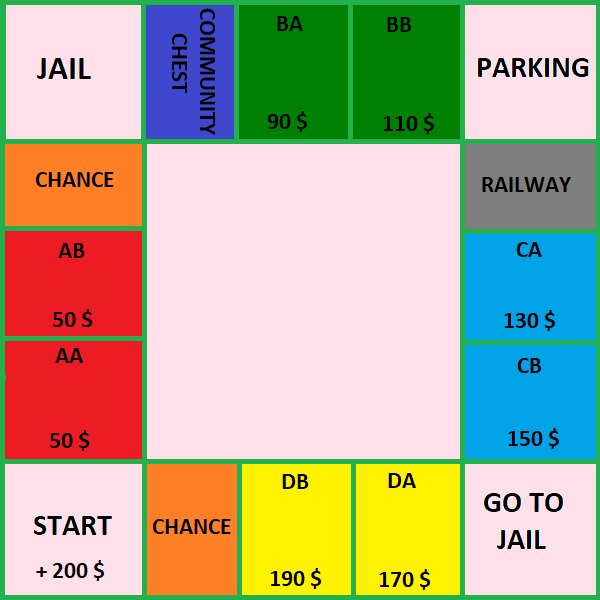 JAIL
COMMUNITY
CHEST
BA
90 $
BB
110 $
PARKING
CHANCE
RAILWAY
AB
50 $
CA
130 $
AA
50 $
CB
150 $
START
+ 200 $
CHANCE
DB
190 $
DA
170 $
GO TO
JAIL